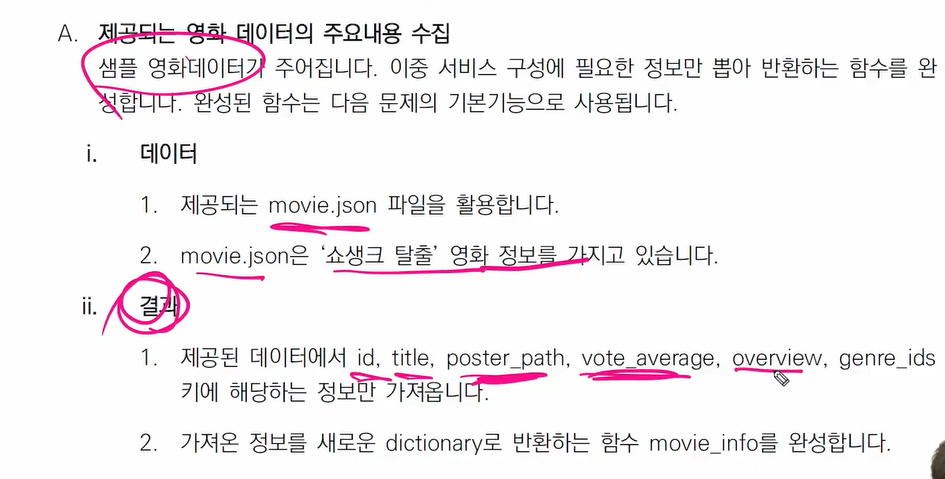 A. 제공되는 영화 데이터의 주요내용 수집
샘플 영화데이터가 주어집니다. 이중 서비스 구성에 필요한 정보만 뽑아 반환하는 함수를 완
성합니다. 완성된 함수는 다음 문제의 기본기능으로 사용됩니다.
i. 데이터
1. 제공되는 movie.json 파일을 활용합니다.
2. movie.json은 ‘쇼생크 탈출’ 영화 정보를 가지고 있습니다.
ii. 결과
1. 제공된 데이터에서 id, title, poster_path, vote_average, overview, genre_ids
키에 해당하는 정보만 가져옵니다.
2. 가져온 정보를 새로운 dictionary로 반환하는 함수 movie_info를 완성합니다.